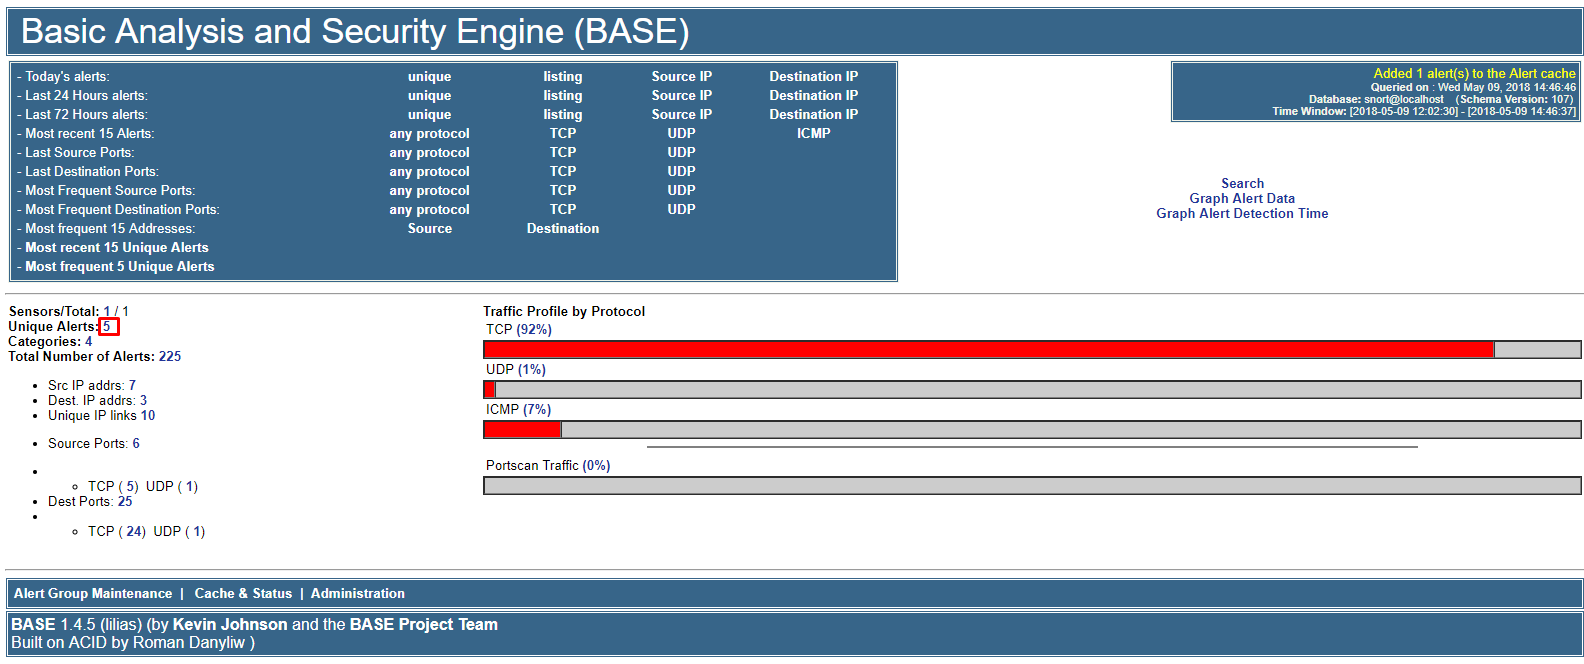 Basic Analysis and Security Engine (BASE)
- Today's alerts: unique listing Source IP Destination IP
- Last 24 Hours alerts: unique listing Source IP Destination IP
- Last 72 Hours alerts: unique listing Source IP Destination IP
- Most recent 15 Alerts: any protocol TCP UDP ICMP
- Last Source Ports: any protocol TCP UDP
- Last Destination Ports: any protocol TCP UDP
- Most Frequent Source Ports: any protocol TCP UDP
- Most Frequent Destination Ports: any protocol TCP UDP
- Most frequent 15 Addresses: Source Destination
- Most recent 15 Unique Alerts
- Most frequent 5 Unique Alerts
Added 1 alert(s) to the Alert cache
Queried on : Wed May 09, 2018 14:46:46
Database: snort@localhost (Schema Version: 107)
Time Window: [2018-05-09 12:02:30] - [2018-05-09 14:46:37]
Search
Graph Alert Data
Graph Alert Detection Time
Sensors/Total: 1 / 1
Unique Alerts: 5
Categories: 4
Total Number of Alerts: 225
Src IP addrs: 7
Dest. IP addrs: 3
Unique IP links 10
Source Ports: 6
TCP ( 5) UDP ( 1)
Dest Ports: 25
TCP ( 24) UDP ( 1)
Traffic Profile by Protocol
TCP (92%)
UDP (1%)
ICMP (7%)
Portscan Traffic (0%)
Alert Group Maintenance | Cache & Status | Administration
BASE 1.4.5 (lilias) (by Kevin Johnson and the BASE Project Team
Built on ACID by Roman Danyliw )